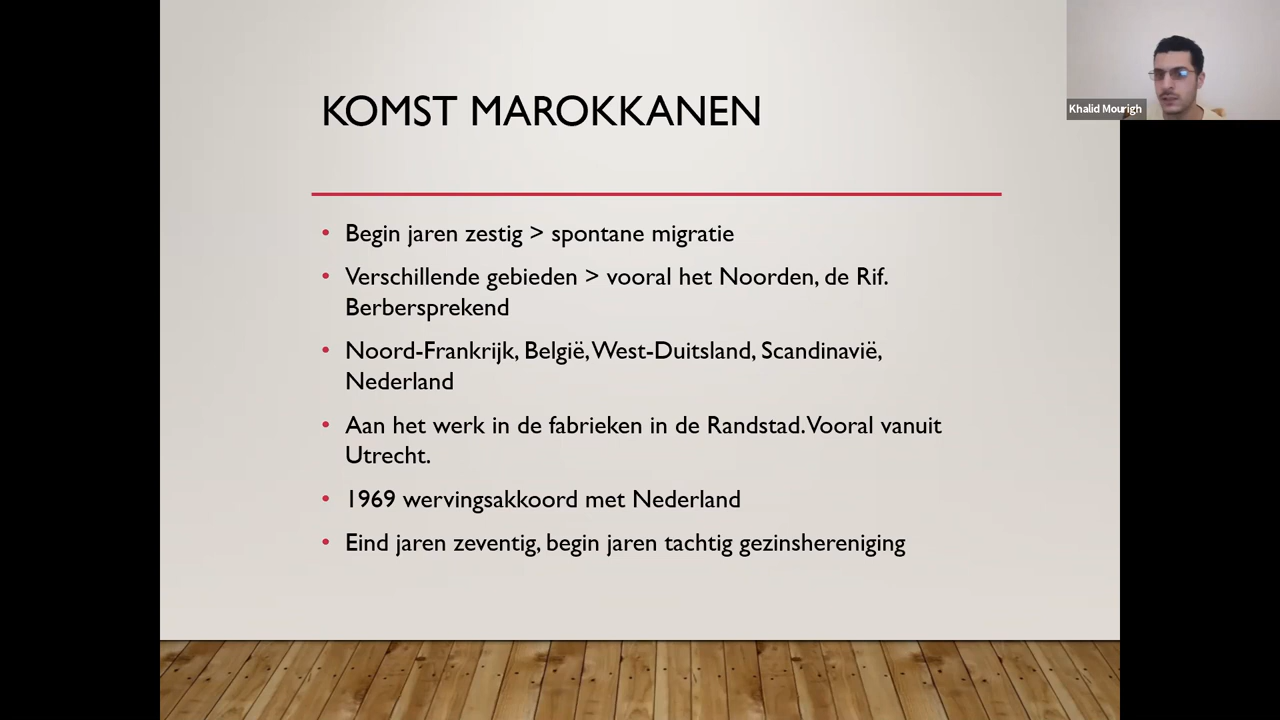 KOMST MAROKKANEN
Khalid Mourigh
• Begin jaren zestig > spontane migratie
• Verschillende gebieden > vooral het Noorden, de Rif.
Berbersprekend
• Noord-Frankrijk, België, West-Duitsland, Scandinavië,
Nederland
• Aan het werk in de fabrieken in de Randstad. Vooral vanuit
Utrecht.
• 1969 wervingsakkoord met Nederland
• Eind jaren zeventig, begin jaren tachtig gezinshereniging